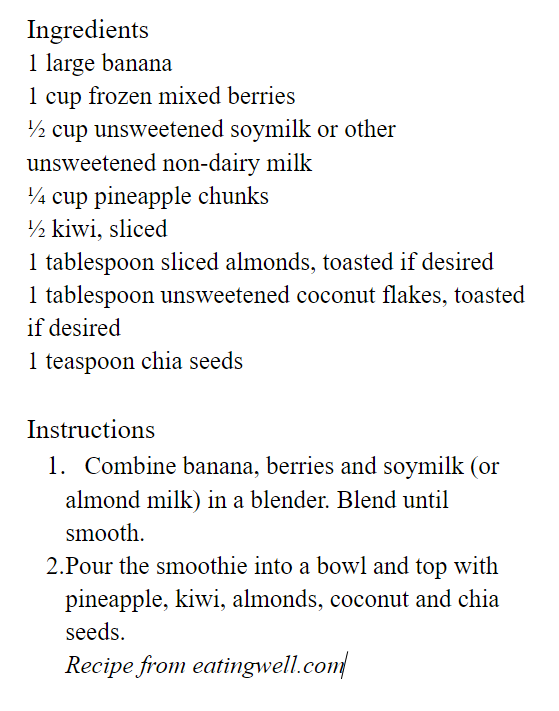 Ingredients
1 large banana
1 cup frozen mixed berries
½ cup unsweetened soymilk or other
unsweetened non-dairy milk
¼ cup pineapple chunks
½ kiwi, sliced
1 tablespoon sliced almonds, toasted if desired
1 tablespoon unsweetened coconut flakes, toasted
if desired
1 teaspoon chia seeds
Instructions
1. Combine banana, berries and soymilk (or
almond milk) in a blender. Blend until
smooth.
2.Pour the smoothie into a bowl and top with
pineapple, kiwi, almonds, coconut and chia
seeds.
Recipe from eatingwell.com